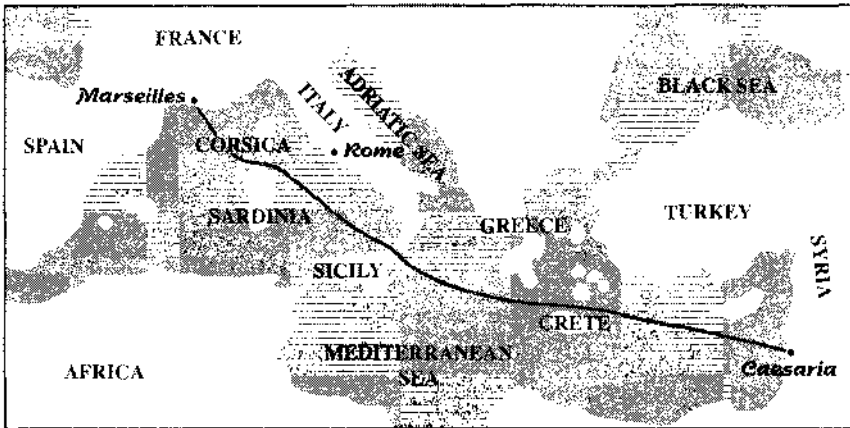 FRANCE
Marseilles
ITALY
ADRIATIC SEA
BLACK SEA
SPAIN
CORSICA
Rome
SARDINIA
GREECE
TURKEY
SYRIA
SICILY
CRETE
MEDITERRANEAN
SEA
AFRICA
Caesaria